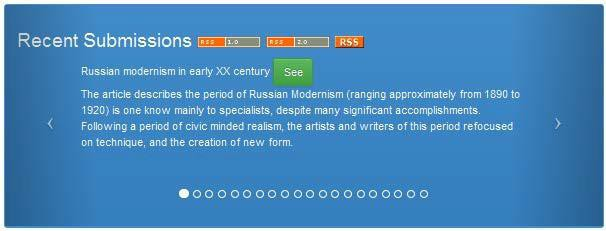 Recent Submissions RSS 1.0 RSS 2.0 RSS
Russian modernism in early XX century See
The article describes the period of Russian Modernism (ranging approximately from 1890 to
1920) is one know mainly to specialists, despite many significant accomplishments.
Following a period of civic minded realism, the artists and writers of this period refocused
on technique, and the creation of new form.